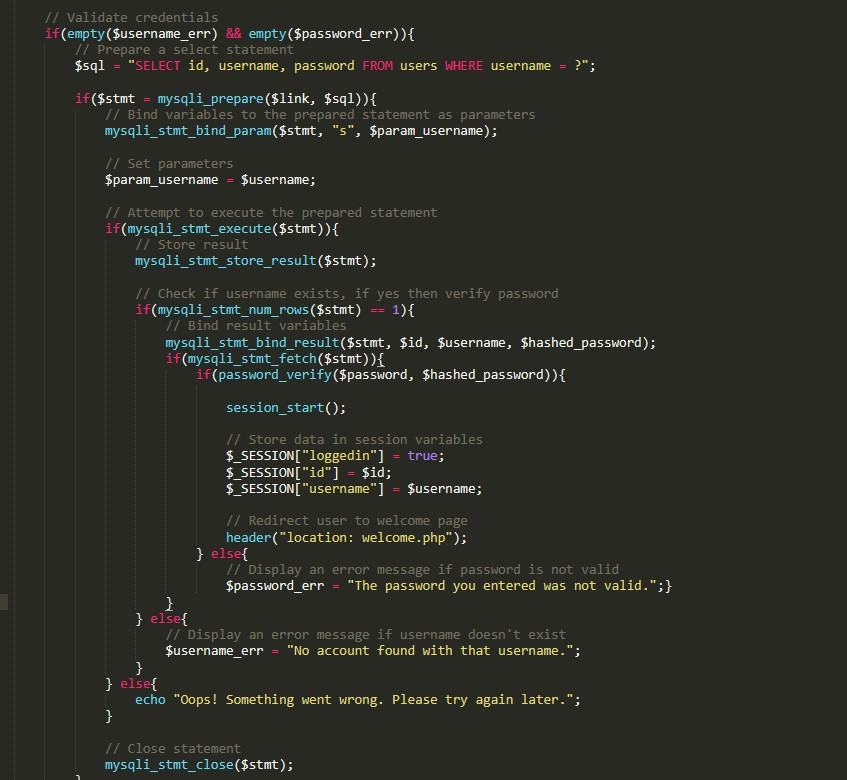 // Validate credentials
if(empty($username_err) && empty($password_err)){
// Prepare a select statement
$sql = "SELECT id, username, password FROM users WHERE username = ?";
if($stmt = mysqli_prepare($link, $sql)){
// Bind variables to the prepared statement as parameters
mysqli_stmt_bind_param($stmt, "s", $param_username);
// Set parameters
$param_username = $username;
// Attempt to execute the prepared statement
if(mysqli_stmt_execute($stmt)){
// Store result
mysqli_stmt_store_result($stmt);
// Check if username exists, if yes then verify password
if(mysqli_stmt_num_rows($stmt) == 1){
// Bind result variables
mysqli_stmt_bind_result($stmt, $id, $username, $hashed_password);
if(mysqli_stmt_fetch($stmt)){
if(password_verify($password, $hashed_password)){
session_start();
// Store data in session variables
$_SESSION["loggedin"] = true;
$_SESSION["id"] = $id;
$_SESSION["username"] = $username;
// Redirect user to welcome page
header("location: welcome.php");
} else{
// Display an error message if password is not valid
$password_err = "The password you entered was not valid.";}
}
} else{
// Display an error message if username doesn't exist
$username_err = "No account found with that username.";
}
} else{
echo "Oops! Something went wrong. Please try again later.";
}
// Close statement
mysqli_stmt_close($stmt);
}